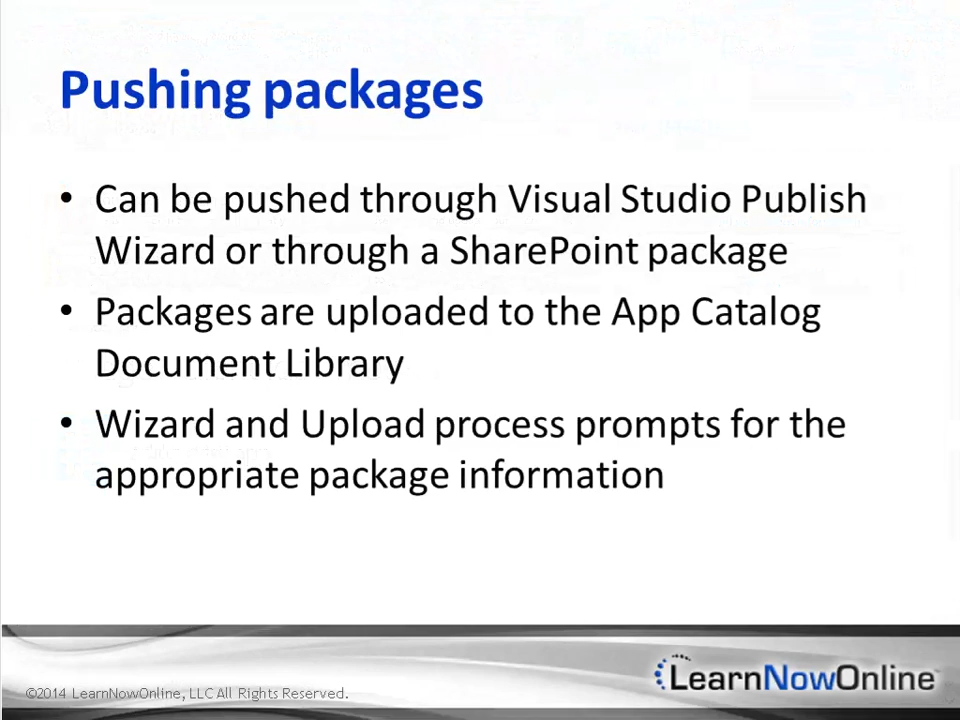 Pushing packages
• Can be pushed through Visual Studio Publish
Wizard or through a SharePoint package
• Packages are uploaded to the App Catalog
Document Library
• Wizard and Upload process prompts for the
appropriate package information
©2014 LearnNowOnline, LLC All Rights Reserved.
LearnNowOnline